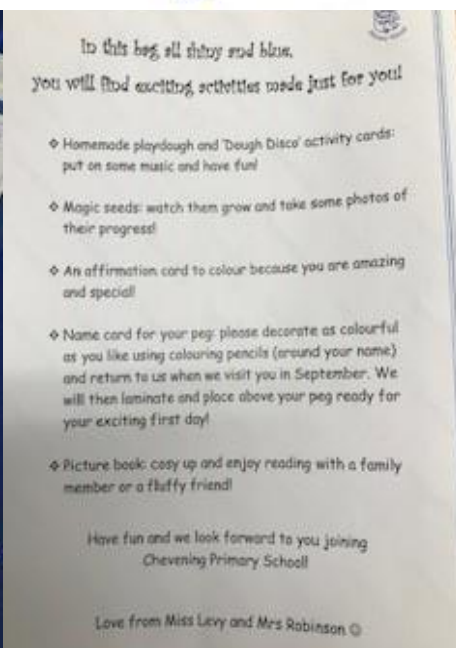 In this bag all shiny and blue,
you will find exciting activities made just for you!
❖ Homemade playdough and 'Dough Disco' activity cards:
put on some music and have fun!
❖ Magic seeds: watch them grow and take some photos of
their progress!
❖ An affirmation card to colour because you are amazing
and special!
❖ Name card for your peg: please decorate as colourful
as you like using colouring pencils (around your name)
and return to us when we visit you in September. We
will then laminate and place above your peg ready for
your exciting first day!
❖ Picture book: cosy up and enjoy reading with a family
member or a fluffy friend!
Have fun and we look forward to you joining
Chevening Primary School!
Love from Miss Levy and Mrs Robinson ☺